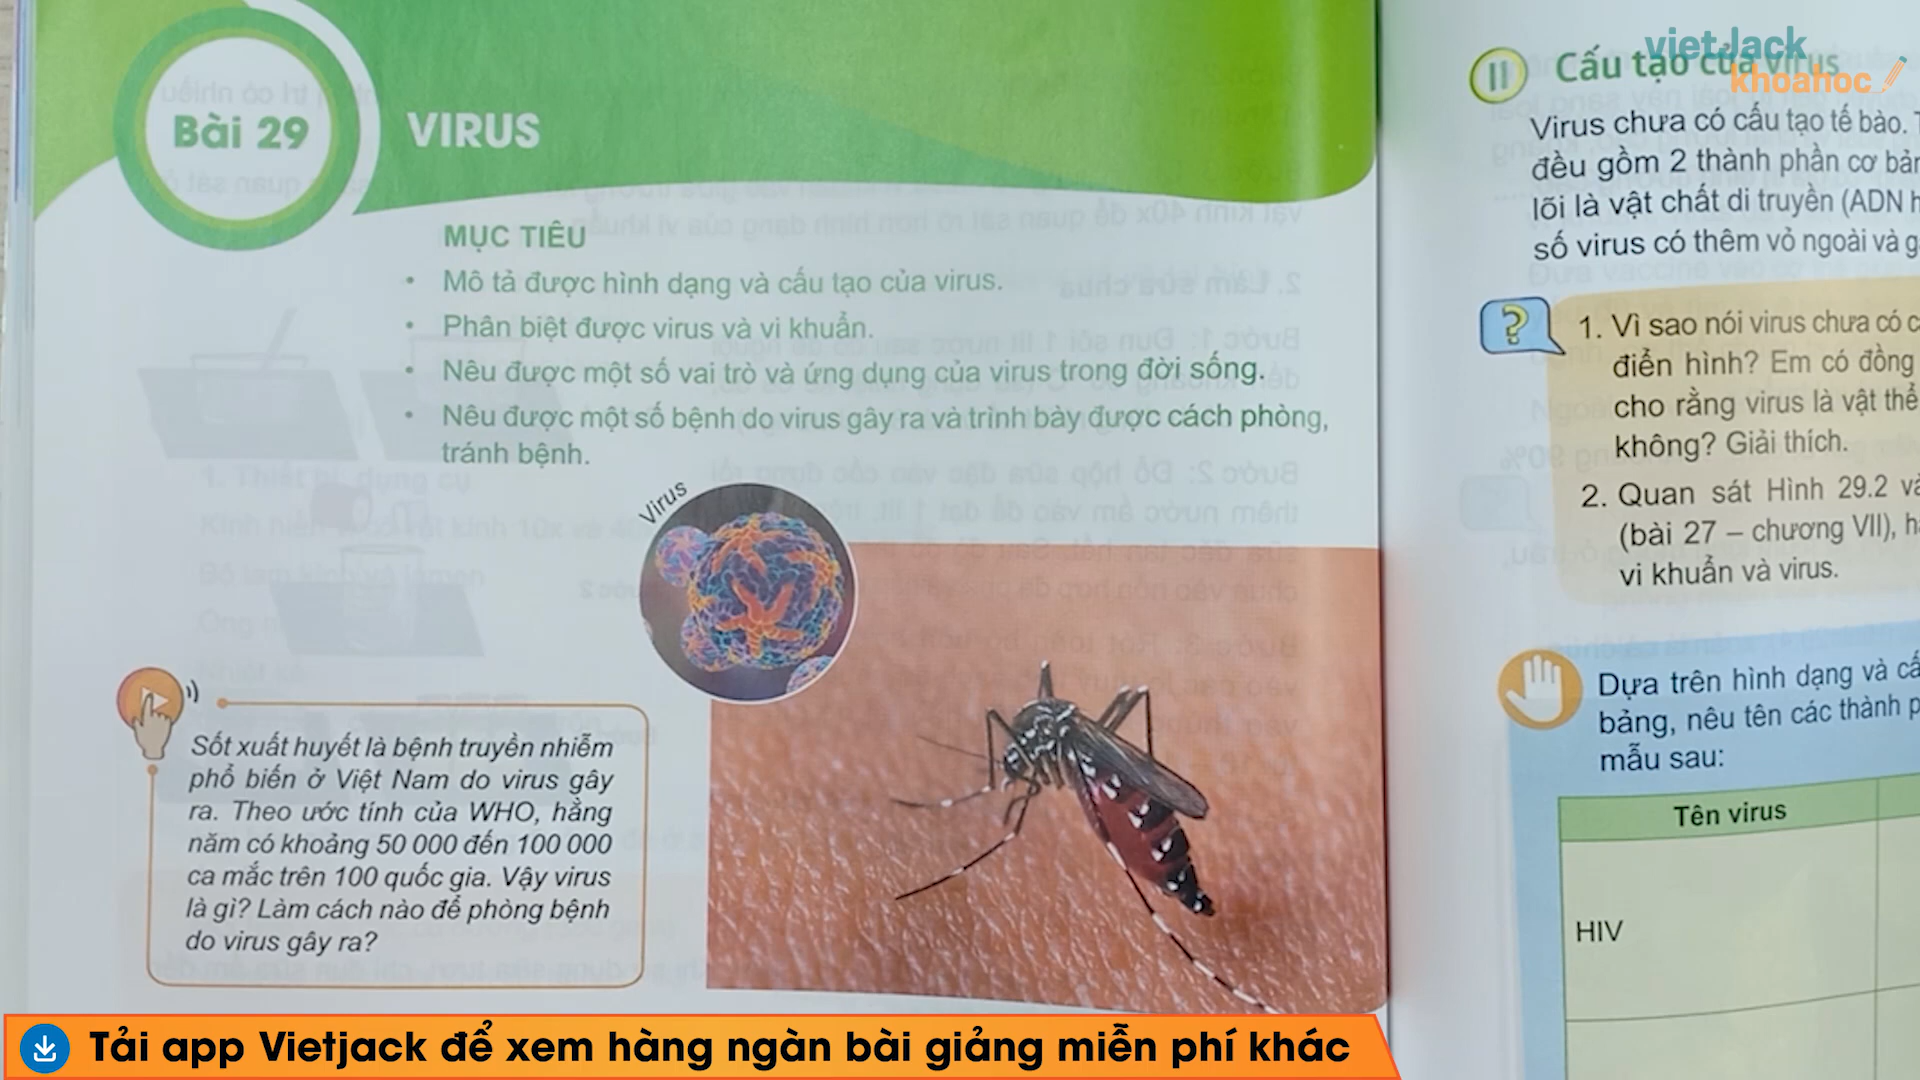 Bài 29
VIRUS
MỤC TIÊU
• Mô tả được hình dạng và cấu tạo của virus.
• Phân biệt được virus và vi khuẩn.
• Nêu được một số vai trò và ứng dụng của virus trong đời sống.
• Nêu được một số bệnh do virus gây ra và trình bày được cách phòng,
tránh bệnh.
Virus
Sốt xuất huyết là bệnh truyền nhiễm
phổ biến ở Việt Nam do virus gây
ra. Theo ước tính của WHO, hằng
năm có khoảng 50 000 đến 100 000
ca mắc trên 100 quốc gia. Vậy virus
là gì? Làm cách nào để phòng bệnh
do virus gây ra?
vietJack
khoahoc
II Cấu tạo của virus
Virus chưa có cấu tạo tế bào.
đều gồm 2 thành phần cơ bản
lõi là vật chất di truyền (ADN
số virus có thêm vỏ ngoài và
?
1. Vì sao nói virus chưa có
điển hình? Em có đồng
cho rằng virus là vật thể
không? Giải thích.
2. Quan sát Hình 29.2
(bài 27 – chương VII),
vi khuẩn và virus.
Dựa trên hình dạng và
bảng, nêu tên các thành
mẫu sau:
Tên virus
HIV
Tải app Vietjack để xem hàng ngàn bài giảng miễn phí khác